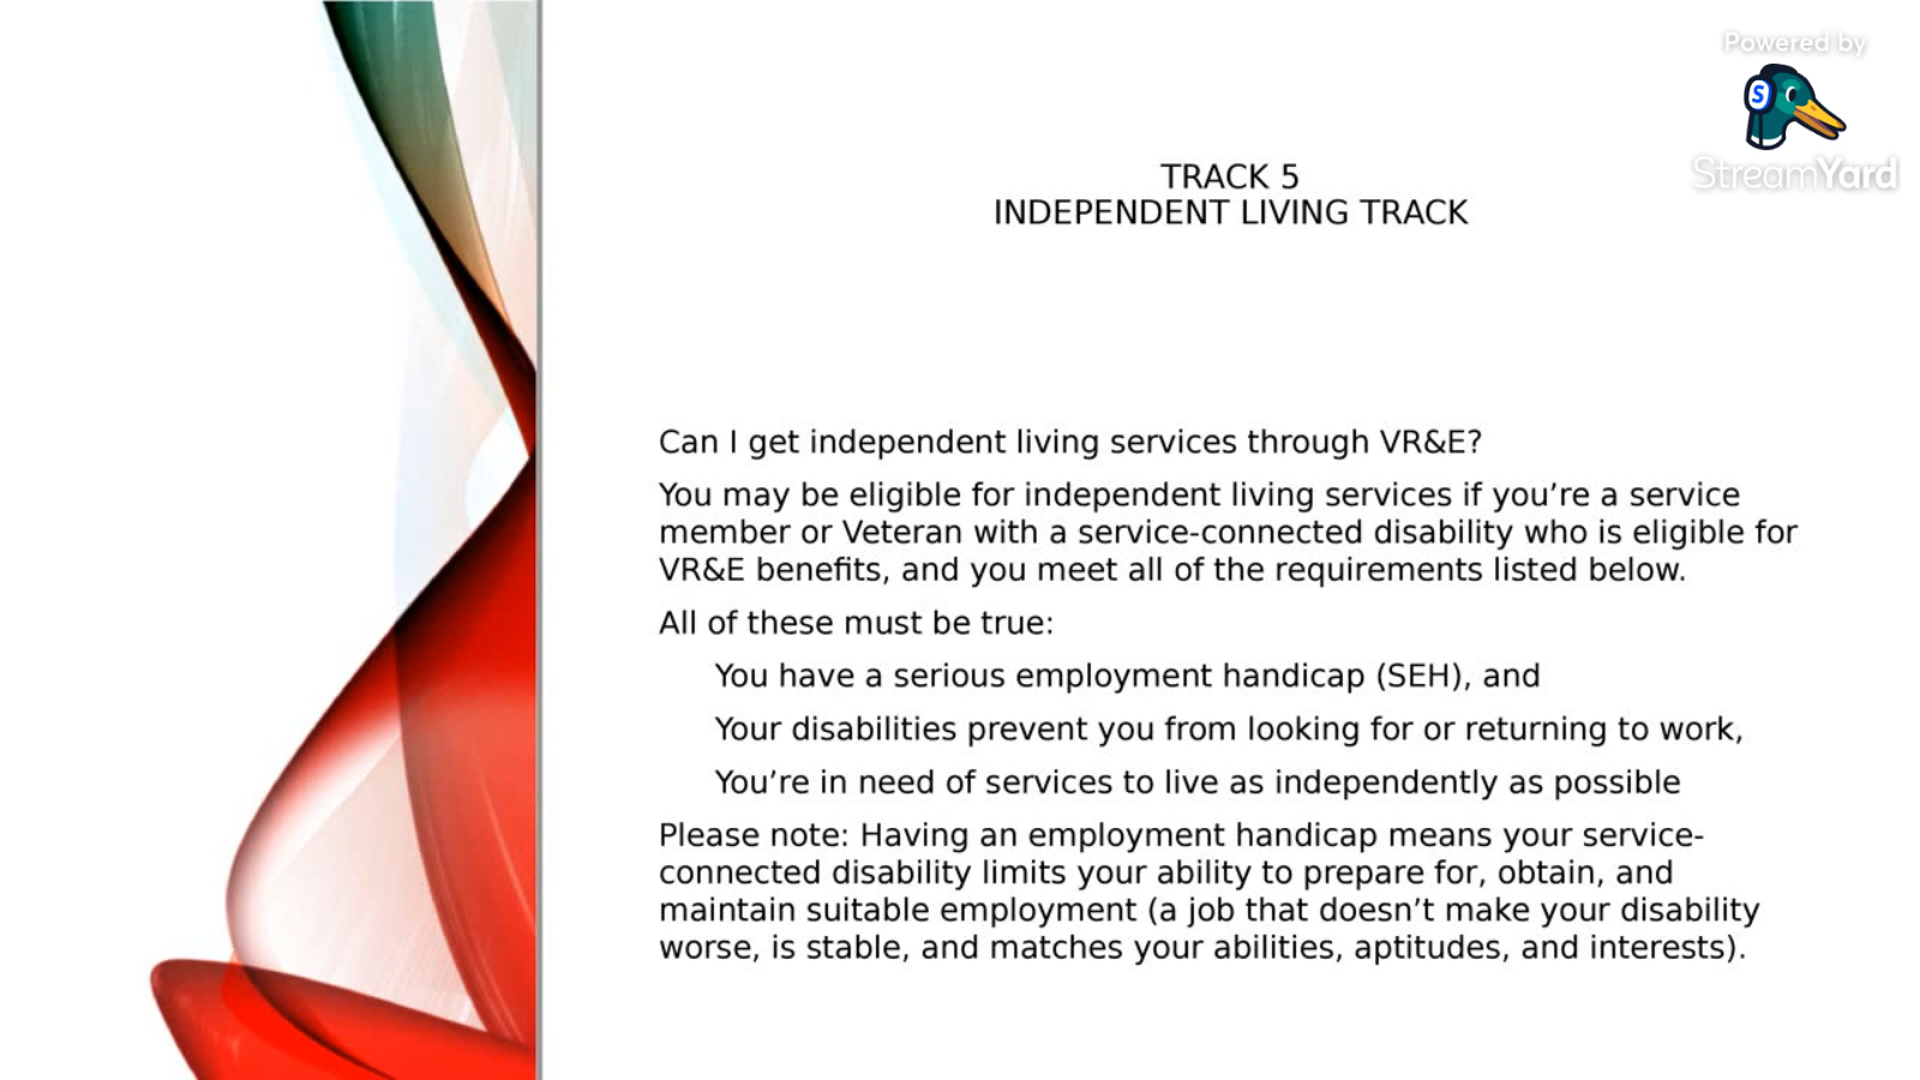 Powered by
S
StreamYard
TRACK 5
INDEPENDENT LIVING TRACK
Can I get independent living services through VR&E?
You may be eligible for independent living services if you’re a service
member or Veteran with a service-connected disability who is eligible for
VR&E benefits, and you meet all of the requirements listed below.
All of these must be true:
You have a serious employment handicap (SEH), and
Your disabilities prevent you from looking for or returning to work,
You’re in need of services to live as independently as possible
Please note: Having an employment handicap means your service-
connected disability limits your ability to prepare for, obtain, and
maintain suitable employment (a job that doesn’t make your disability
worse, is stable, and matches your abilities, aptitudes, and interests).